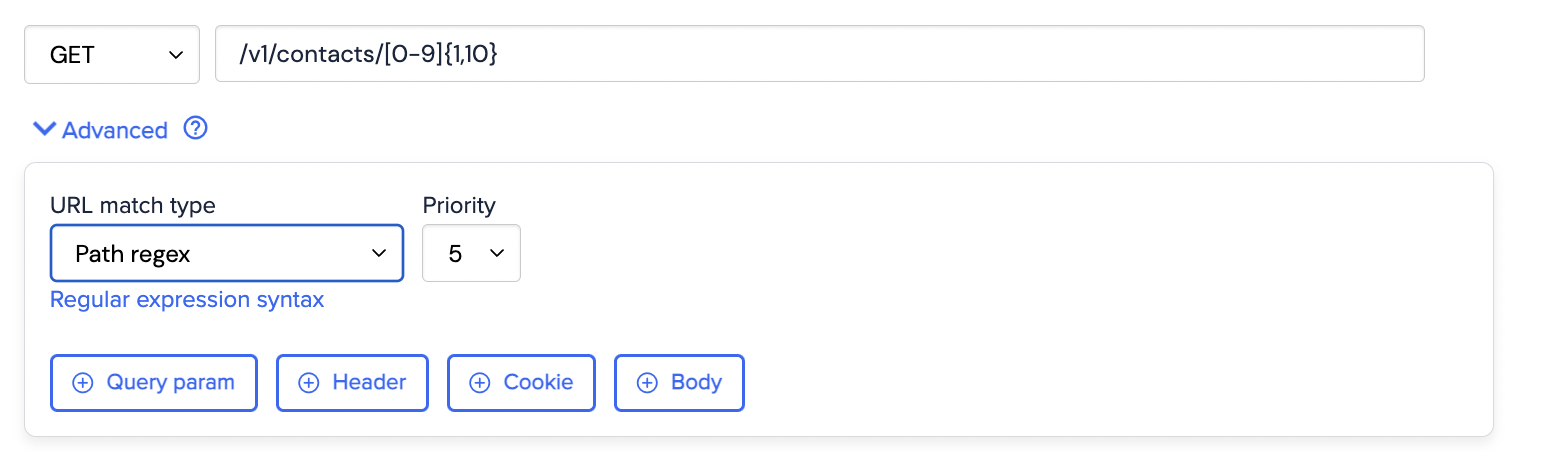 GET /v1/contacts/[0-9]{1,10}
Advanced ?
URL match type Priority
Path regex 5
Regular expression syntax
Query param Header Cookie Body